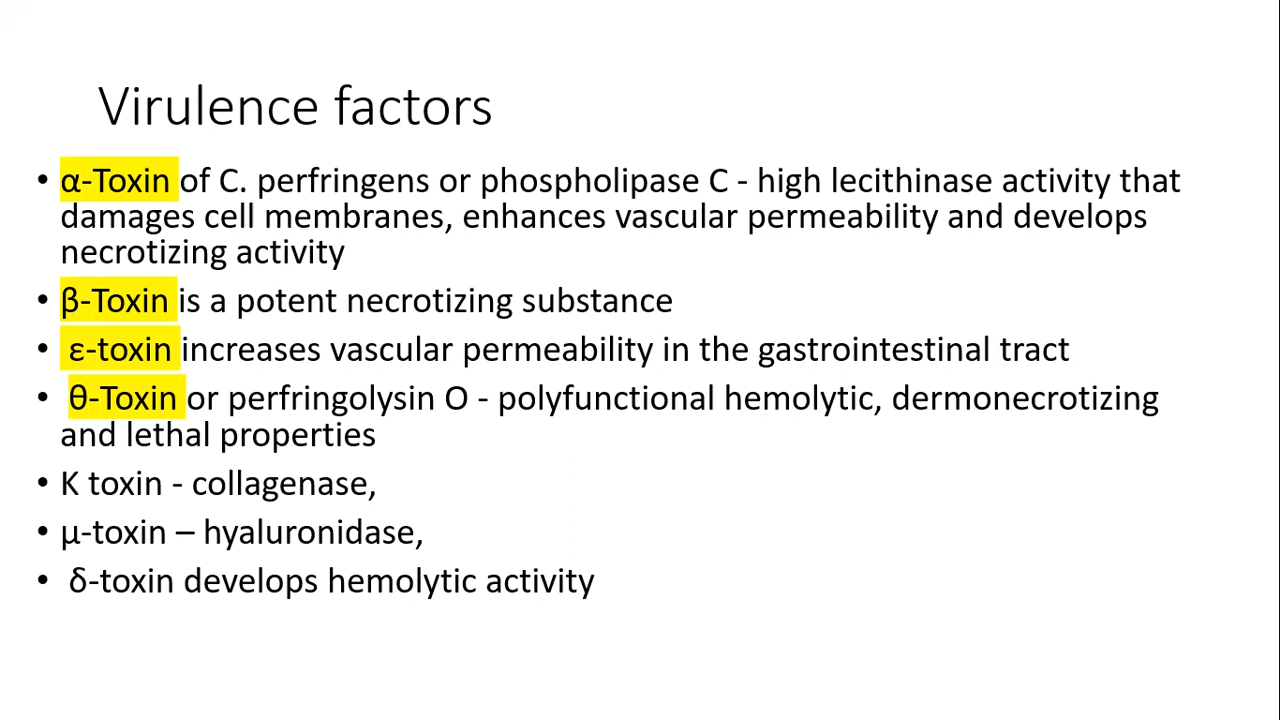 Virulence factors
• α-Toxin of C. perfringens or phospholipase C - high lecithinase activity that
damages cell membranes, enhances vascular permeability and develops
necrotizing activity
• β-Toxin is a potent necrotizing substance
• ε-toxin increases vascular permeability in the gastrointestinal tract
• θ-Toxin or perfringolysin O - polyfunctional hemolytic, dermonecrotizing
and lethal properties
• K toxin - collagenase,
• μ-toxin – hyaluronidase,
• δ-toxin develops hemolytic activity